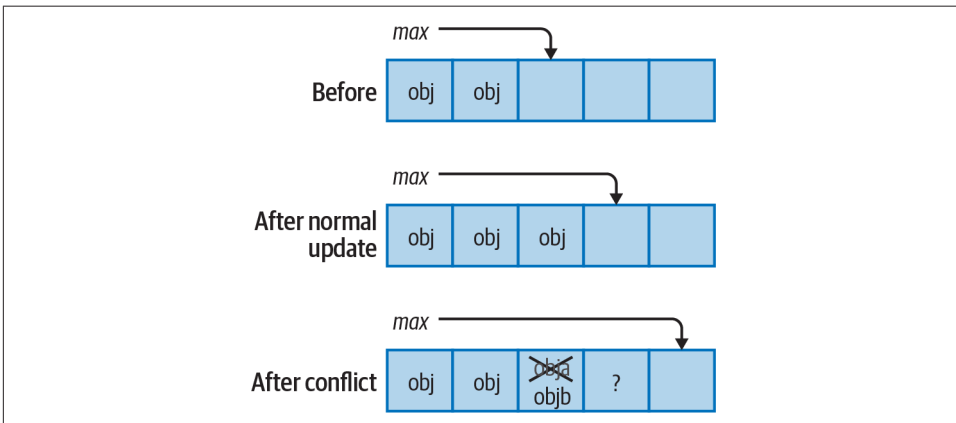 max
Before obj obj
max
After normal
update obj obj obj
max
After conflict obj obj obja objb ?